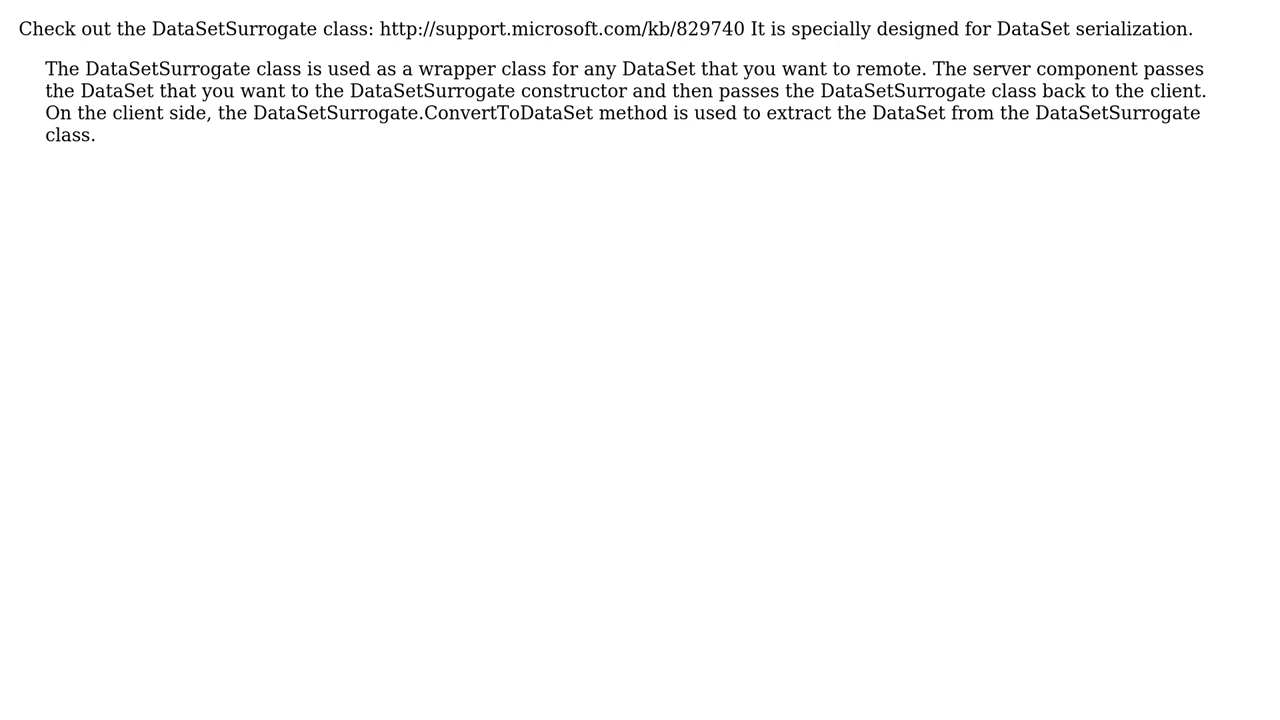 Check out the DataSetSurrogate class: http://support.microsoft.com/kb/829740 It is specially designed for DataSet serialization.
The DataSetSurrogate class is used as a wrapper class for any DataSet that you want to remote. The server component passes
the DataSet that you want to the DataSetSurrogate constructor and then passes the DataSetSurrogate class back to the client.
On the client side, the DataSetSurrogate.ConvertToDataSet method is used to extract the DataSet from the DataSetSurrogate
class.